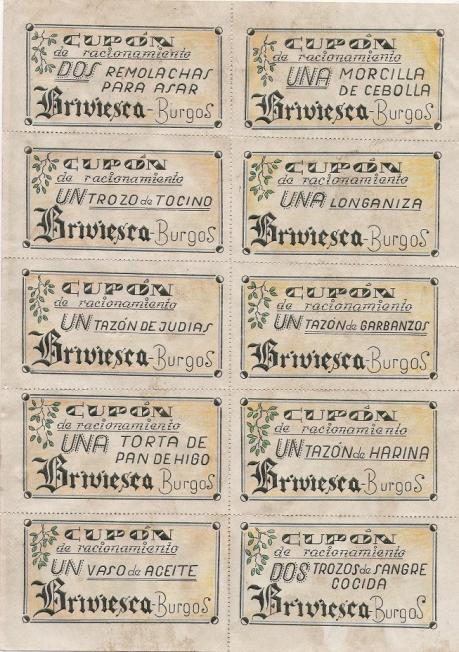 CUPÓN
de racionamiento
DOS REMOLACHAS
PARA ASAR
Briviesca-Burgos
CUPÓN
de racionamiento
UNA MORCILLA
DE CEBOLLA
Briviesca-Burgos
CUPÓN
de racionamiento
UN TROZO de TOCINO
Briviesca-Burgos
CUPÓN
de racionamiento
UNA LONGANIZA
Briviesca-Burgos
CUPÓN
de racionamiento
UN TAZÓN DE JUDIAS
Briviesca-Burgos
CUPÓN
de racionamiento
UN TAZÓN de GARBANZOS
Briviesca-Burgos
CUPÓN
de racionamiento
UNA TORTA DE
PAN DE HIGO
Briviesca-Burgos
CUPÓN
de racionamiento
UN TAZÓN de HARINA
Briviesca-Burgos
CUPÓN
de racionamiento
UN VASO de ACEITE
Briviesca-Burgos
CUPÓN
de racionamiento
DOS TROZOS de SANGRE
COCIDA
Briviesca-Burgos